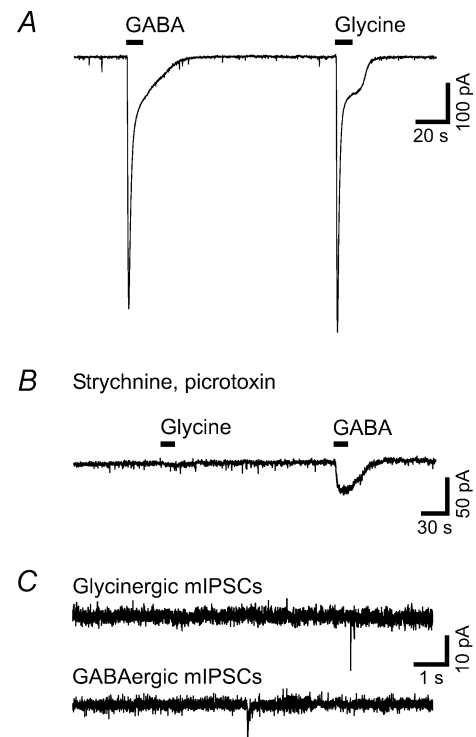 A
GABA
Glycine
100 pA
20 s
B
Strychnine, picrotoxin
Glycine
GABA
50 pA
30 s
C
Glycinergic mIPSCs
10 pA
1 s
GABAergic mIPSCs